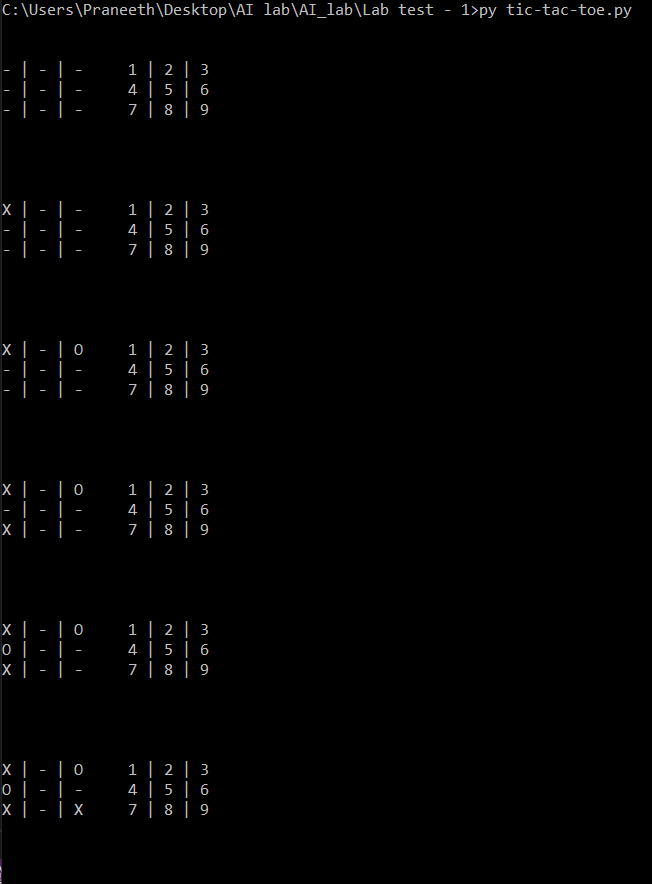 C:\Users\Praneeth\Desktop\AI lab\AI_lab\Lab test - 1>py tic-tac-toe.py
- | - | -     1 | 2 | 3
- | - | -     4 | 5 | 6
- | - | -     7 | 8 | 9
X | - | -     1 | 2 | 3
- | - | -     4 | 5 | 6
- | - | -     7 | 8 | 9
X | - | O     1 | 2 | 3
- | - | -     4 | 5 | 6
- | - | -     7 | 8 | 9
X | - | O     1 | 2 | 3
- | - | -     4 | 5 | 6
X | - | -     7 | 8 | 9
X | - | O     1 | 2 | 3
O | - | -     4 | 5 | 6
X | - | -     7 | 8 | 9
X | - | O     1 | 2 | 3
O | - | -     4 | 5 | 6
X | - | X     7 | 8 | 9